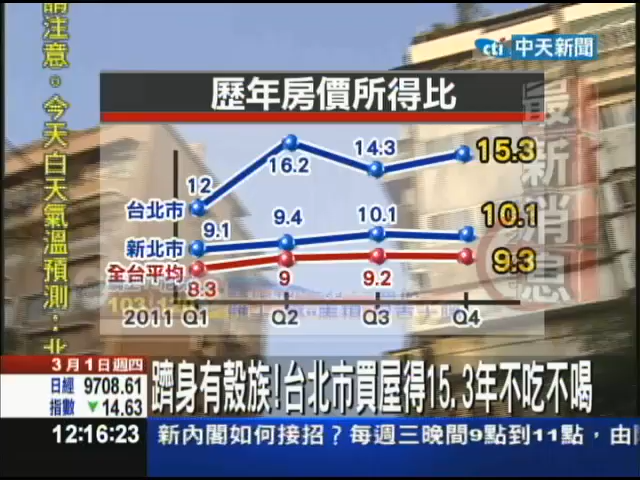 請注意。今天白天氣溫預測:北
cti 中天新聞
最新消息
歷年房價所得比
台北市 12 16.2 14.3 15.3
新北市 9.1 9.4 10.1 10.1
全台平均 8.3 9 9.2 9.3
2011 Q1 Q2 Q3 Q4
3月1日週四
日經指數 9708.61 ▼14.63
躋身有殼族!台北市買屋得15.3年不吃不喝
12:16:23 新內閣如何接招?每週三晚間9點到11點,由